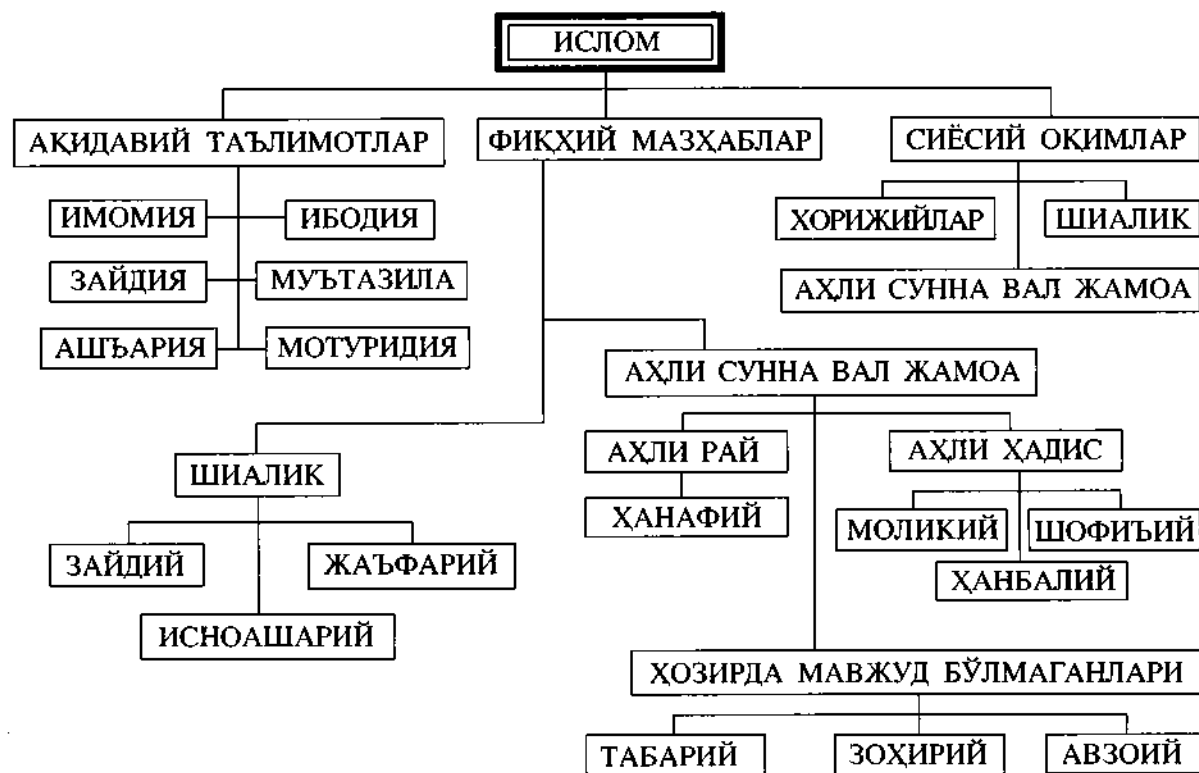 ИСЛОМ
АҚИДАВИЙ ТАЪЛИМОТЛАР
ФИҚҲИЙ МАЗҲАБЛАР
СИЁСИЙ ОҚИМЛАР
ИМОМИЯ
ИБОДИЯ
ХОРИЖИЙЛАР
ШИАЛИК
ЗАЙДИЯ
МУЪТАЗИЛА
АҲЛИ СУННА ВАЛ ЖАМОА
АШЪАРИЯ
МОТУРИДИЯ
АҲЛИ СУННА ВАЛ ЖАМОА
АҲЛИ РАЙ
АҲЛИ ҲАДИС
ШИАЛИК
ҲАНАФИЙ
МОЛИКИЙ
ШОФИЪИЙ
ЗАЙДИЙ
ЖАЪФАРИЙ
ҲАНБАЛИЙ
ИСНОАШАРИЙ
ҲОЗИРДА МАВЖУД БЎЛМАГАНЛАРИ
ТАБАРИЙ
ЗОҲИРИЙ
АВЗОИЙ